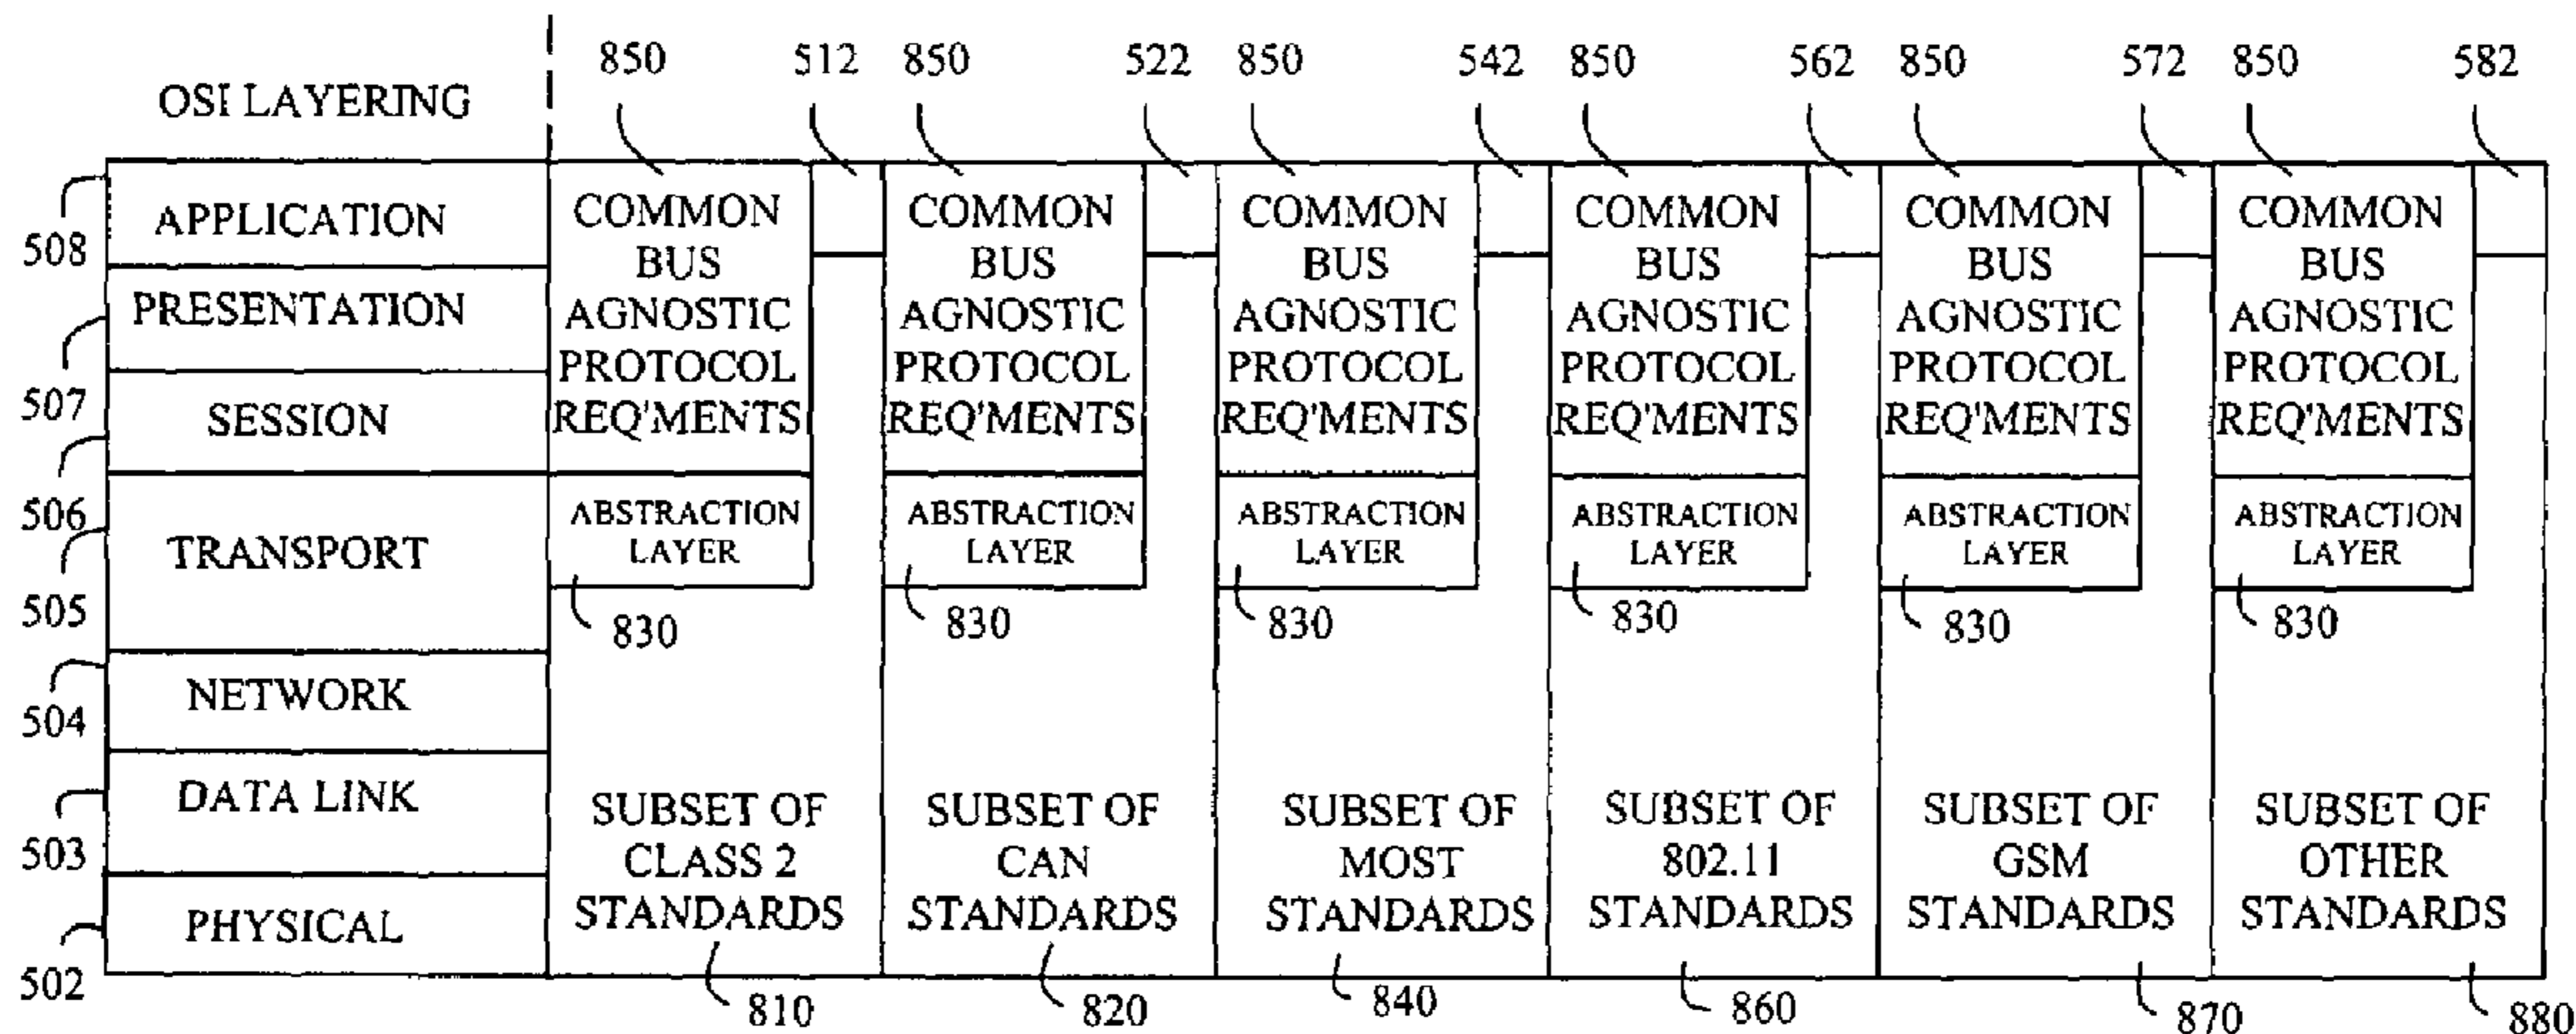 850 512 850 522 850 542 850 562 850 572 850 582
OSI LAYERING
508 APPLICATION
507 PRESENTATION
506 SESSION
505 TRANSPORT
504 NETWORK
503 DATA LINK
502 PHYSICAL
COMMON
BUS
AGNOSTIC
PROTOCOL
REQ'MENTS
ABSTRACTION
LAYER
830
SUBSET OF
CLASS 2
STANDARDS
810
COMMON
BUS
AGNOSTIC
PROTOCOL
REQ'MENTS
ABSTRACTION
LAYER
830
SUBSET OF
CAN
STANDARDS
820
COMMON
BUS
AGNOSTIC
PROTOCOL
REQ'MENTS
ABSTRACTION
LAYER
830
SUBSET OF
MOST
STANDARDS
840
COMMON
BUS
AGNOSTIC
PROTOCOL
REQ'MENTS
ABSTRACTION
LAYER
830
SUBSET OF
802.11
STANDARDS
860
COMMON
BUS
AGNOSTIC
PROTOCOL
REQ'MENTS
ABSTRACTION
LAYER
830
SUBSET OF
GSM
STANDARDS
870
COMMON
BUS
AGNOSTIC
PROTOCOL
REQ'MENTS
ABSTRACTION
LAYER
830
SUBSET OF
OTHER
STANDARDS
880